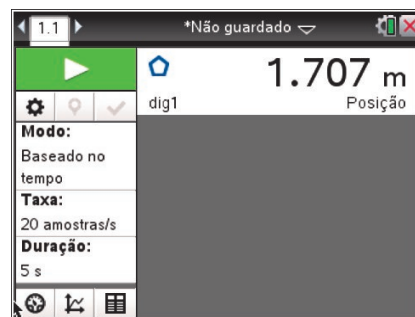 1.1
*Não guardado
1.707 m
dig1
Posição
Modo:
Baseado no
tempo
Taxa:
20 amostras/s
Duração:
5 s